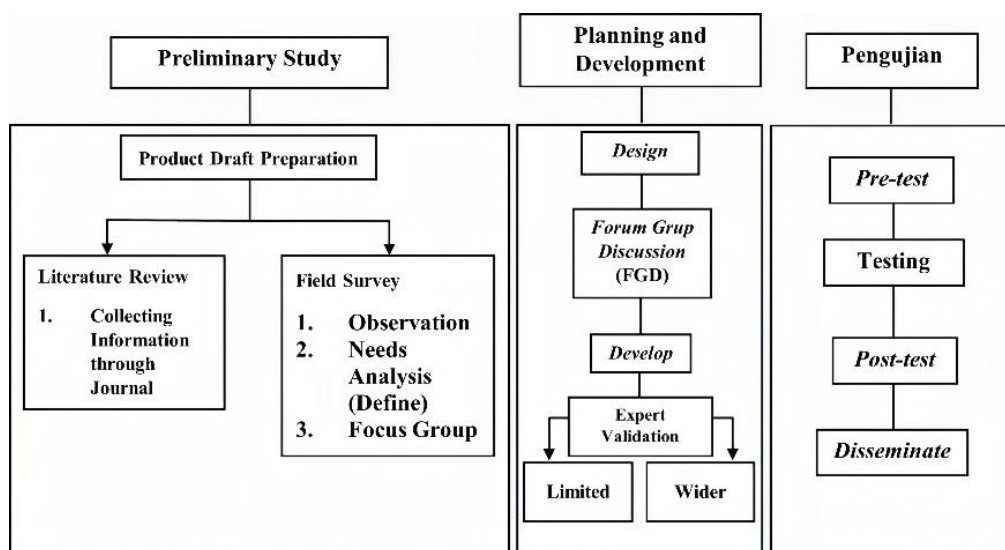 Preliminary Study
Product Draft Preparation
Literature Review
1. Collecting
Information
through
Journal
Field Survey
1. Observation
2. Needs
Analysis
(Define)
3. Focus Group
Planning and
Development
Design
Forum Grup
Discussion
(FGD)
Develop
Expert
Validation
Limited
Wider
Pengujian
Pre-test
Testing
Post-test
Disseminate